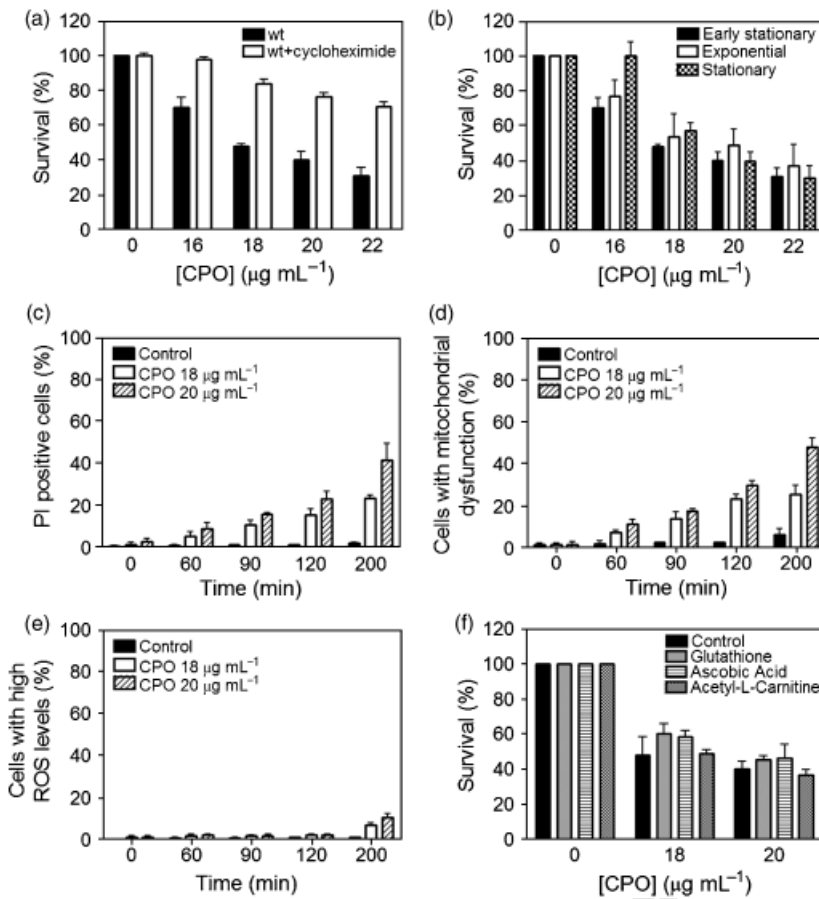 (a)
120
100
80
60
40
20
0
Survival (%)
wt
wt+cycloheximide
0 16 18 20 22
[CPO] (μg mL⁻¹)
(b)
120
100
80
60
40
20
0
Survival (%)
Early stationary
Exponential
Stationary
0 16 18 20 22
[CPO] (μg mL⁻¹)
(c)
100
80
60
40
20
0
PI positive cells (%)
Control
CPO 18 μg mL⁻¹
CPO 20 μg mL⁻¹
0 60 90 120 200
Time (min)
(d)
100
80
60
40
20
0
Cells with mitochondrial
dysfunction (%)
Control
CPO 18 μg mL⁻¹
CPO 20 μg mL⁻¹
0 60 90 120 200
Time (min)
(e)
100
80
60
40
20
0
Cells with high
ROS levels (%)
Control
CPO 18 μg mL⁻¹
CPO 20 μg mL⁻¹
0 60 90 120 200
Time (min)
(f)
120
100
80
60
40
20
0
Survival (%)
Control
Glutathione
Ascobic Acid
Acetyl-L-Carnitine
0 18 20
[CPO] (μg mL⁻¹)